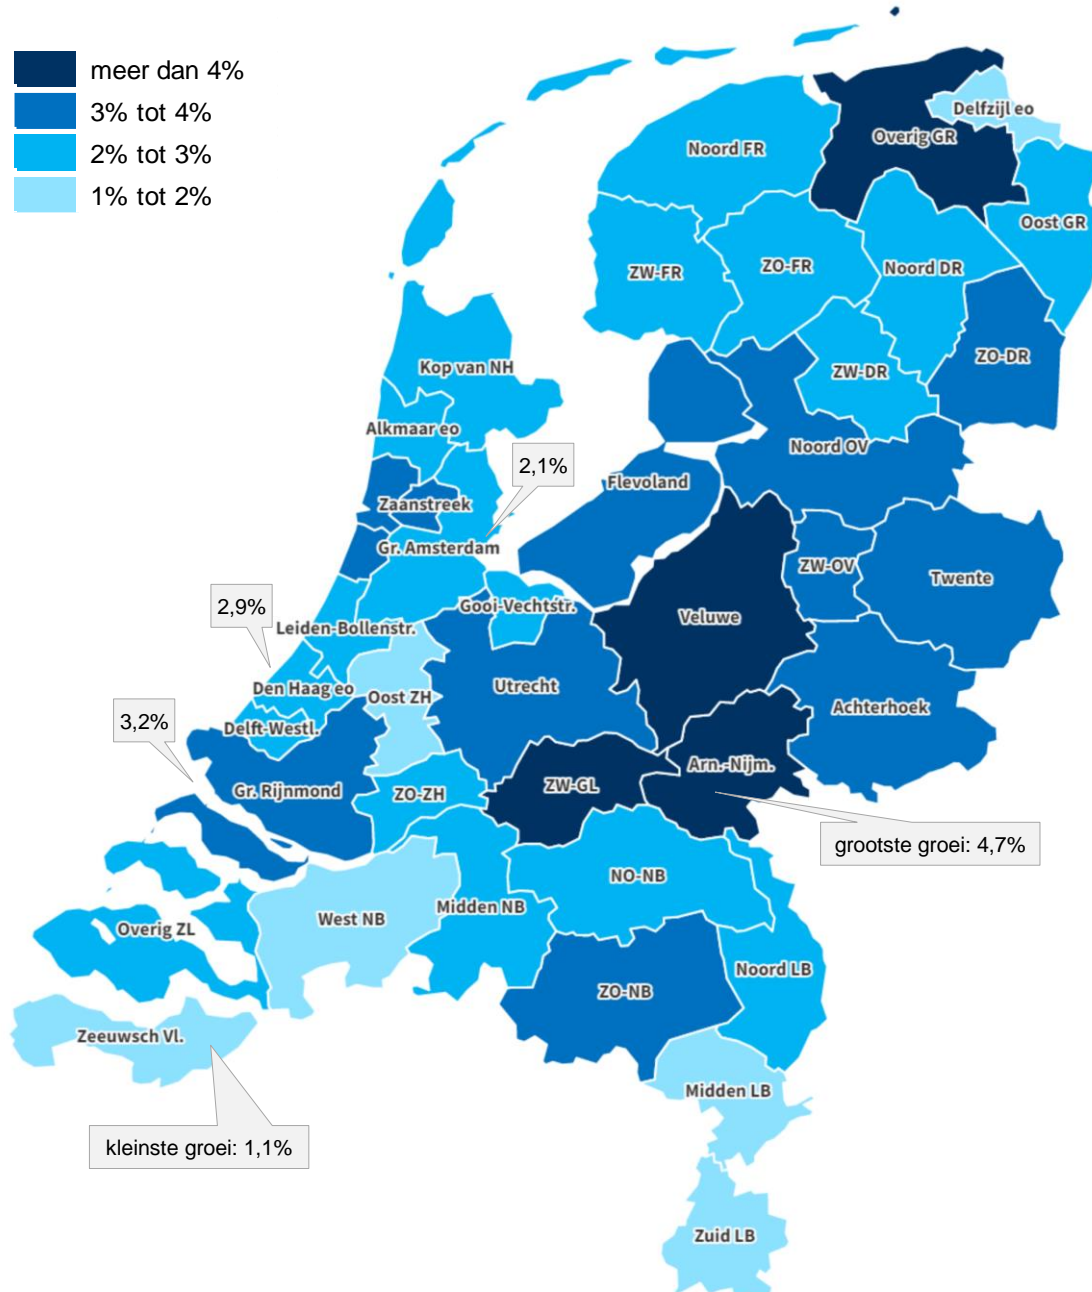 meer dan 4%
3% tot 4%
2% tot 3%
1% tot 2%
Delfzijl eo
Overig GR
Noord FR
Oost GR
ZW-FR
ZO-FR
Noord DR
ZO-DR
Kop van NH
ZW-DR
Alkmaar eo
Noord OV
2,1%
Flevoland
Zaanstreek
Gr. Amsterdam
ZW-OV
Twente
2,9%
Gooi-Vechtstr.
Veluwe
Leiden-Bollenstr.
Den Haag eo
Oost ZH
Utrecht
Achterhoek
3,2%
Delft-Westl.
Arn.-Nijm.
Gr. Rijnmond
ZO-ZH
ZW-GL
grootste groei: 4,7%
NO-NB
Midden NB
West NB
Overig ZL
Noord LB
ZO-NB
Zeeuwsch Vl.
Midden LB
kleinste groei: 1,1%
Zuid LB